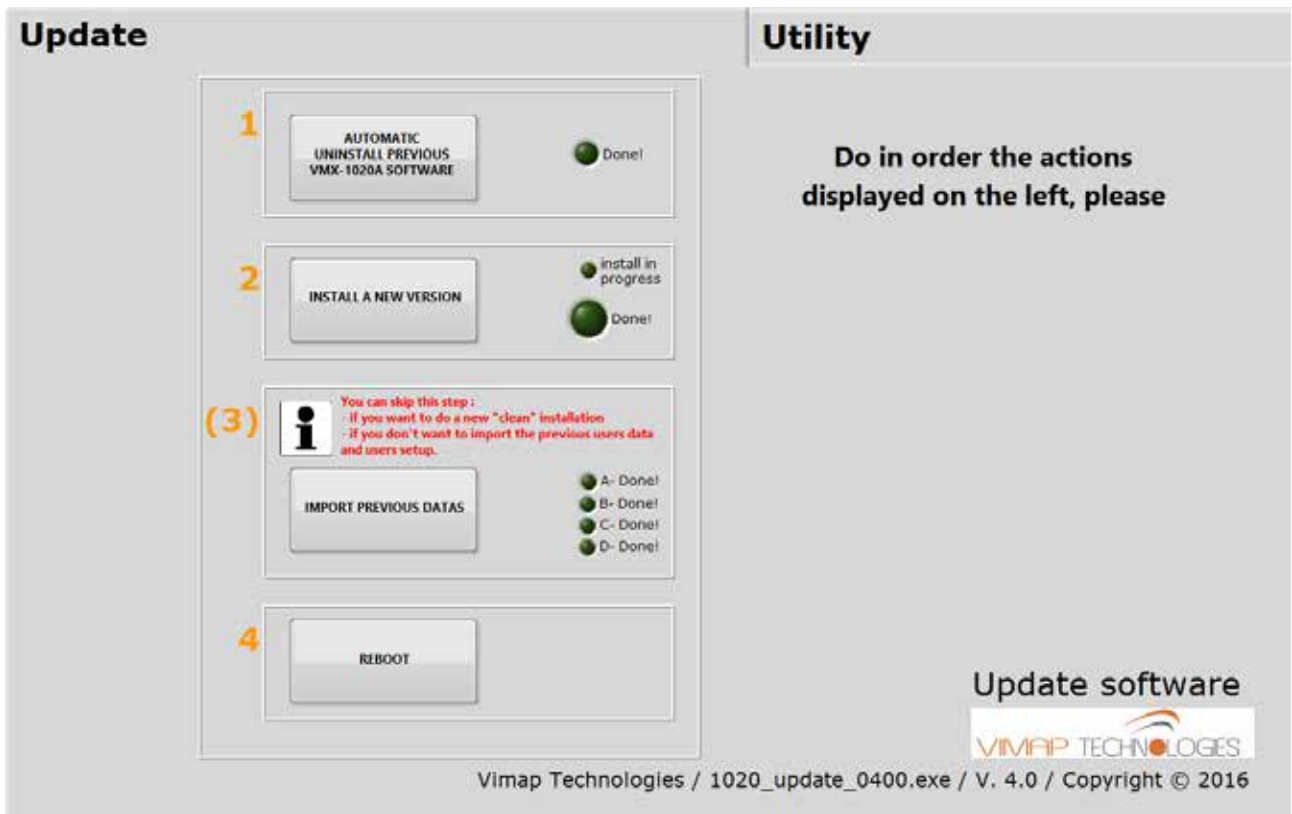 Update
Utility
1
AUTOMATIC
UNINSTALL PREVIOUS
VMX-1020A SOFTWARE
Done!
Do in order the actions
displayed on the left, please
2
INSTALL A NEW VERSION
install in
progress
Done!
(3)
i
You can skip this step :
- if you want to do a new "clean" installation
- if you don't want to import the previous users data
and users setup.
IMPORT PREVIOUS DATAS
A- Done!
B- Done!
C- Done!
D- Done!
4
REBOOT
Update software
VIMAP TECHNOLOGIES
Vimap Technologies / 1020_update_0400.exe / V. 4.0 / Copyright © 2016